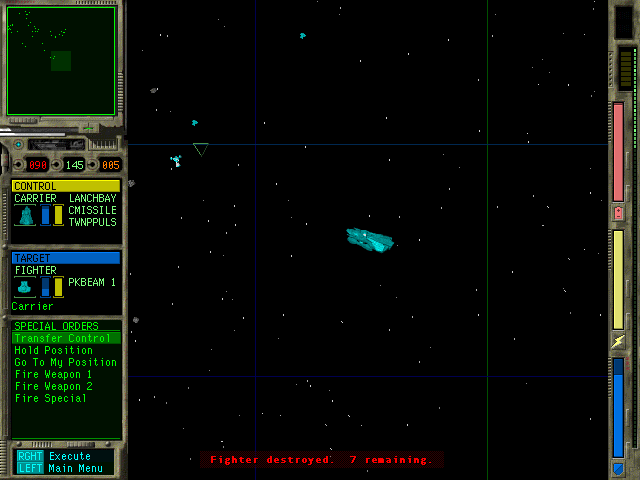 090 145 005
CONTROL
CARRIER LANCHBAY
CMISSILE
TWNPPULS
TARGET
FIGHTER
PKBEAM 1
Carrier
SPECIAL ORDERS
Transfer Control
Hold Position
Go To My Position
Fire Weapon 1
Fire Weapon 2
Fire Special
RGHT Execute
LEFT Main Menu
Fighter destroyed. 7 remaining.